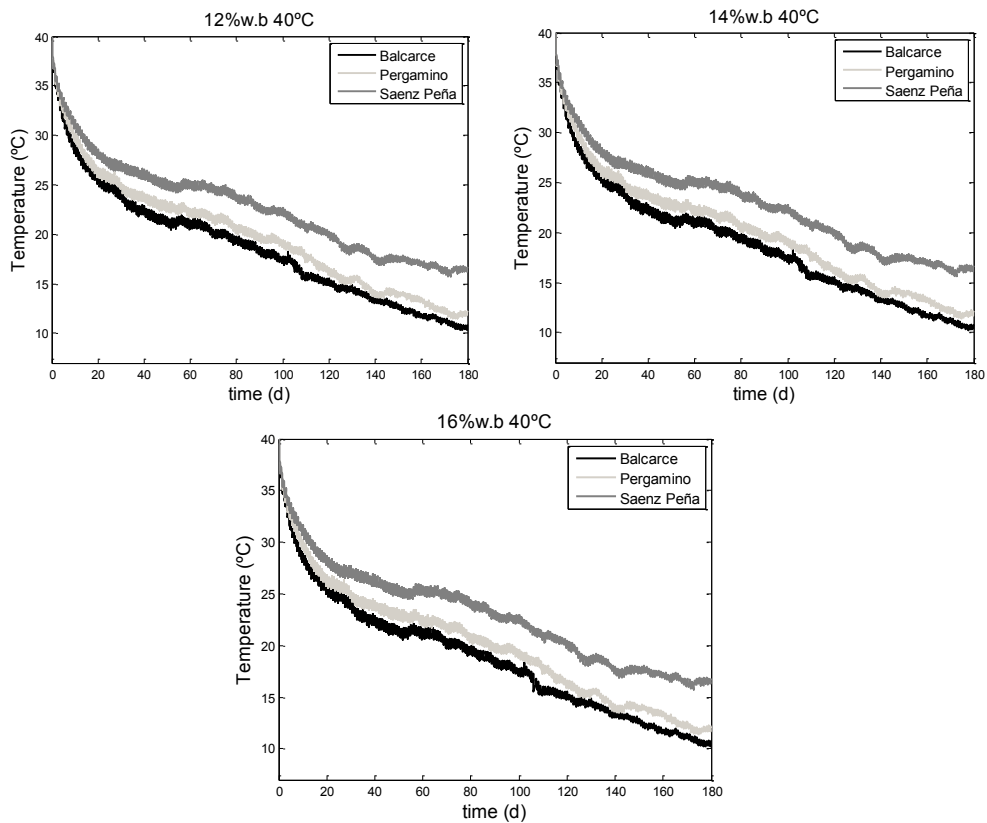 12%w.b 40ºC
40
35
30
25
20
15
10
Temperature (ºC)
Balcarce
Pergamino
Saenz Peña
0 20 40 60 80 100 120 140 160 180
time (d)
14%w.b 40ºC
40
35
30
25
20
15
10
Temperature (ºC)
Balcarce
Pergamino
Saenz Peña
0 20 40 60 80 100 120 140 160 180
time (d)
16%w.b 40ºC
40
35
30
25
20
15
10
Temperature (ºC)
Balcarce
Pergamino
Saenz Peña
0 20 40 60 80 100 120 140 160 180
time (d)